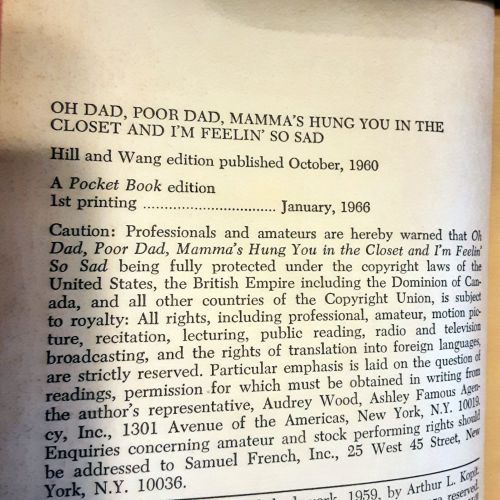 OH DAD, POOR DAD, MAMMA'S HUNG YOU IN THE
CLOSET AND I'M FEELIN' SO SAD
Hill and Wang edition published October, 1960
A Pocket Book edition
1st printing ................................ January, 1966
Caution: Professionals and amateurs are hereby warned that Oh
Dad, Poor Dad, Mamma's Hung You in the Closet and I'm Feelin'
So Sad being fully protected under the copyright laws of the
United States, the British Empire including the Dominion of Can-
ada, and all other countries of the Copyright Union, is subject
to royalty: All rights, including professional, amateur, motion pic-
ture, recitation, lecturing, public reading, radio and television
broadcasting, and the rights of translation into foreign languages,
are strictly reserved. Particular emphasis is laid on the question of
readings, permission for which must be obtained in writing from
the author's representative, Audrey Wood, Ashley Famous Agen-
cy, Inc., 1301 Avenue of the Americas, New York, N.Y. 10019.
Enquiries concerning amateur and stock performing rights should
be addressed to Samuel French, Inc., 25 West 45 Street, New
York, N.Y. 10036.
work, 1959, by Arthur L. Kopit.
reserved.